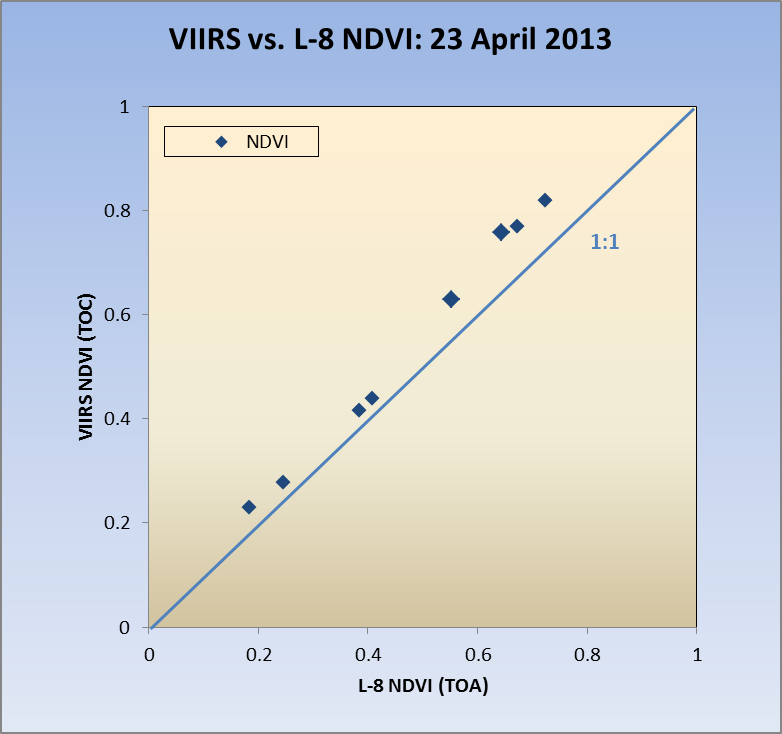 VIIRS vs. L-8 NDVI: 23 April 2013
1
NDVI
0.8
1:1
0.6
VIIRS NDVI (TOC)
0.4
0.2
0
0 0.2 0.4 0.6 0.8 1
L-8 NDVI (TOA)